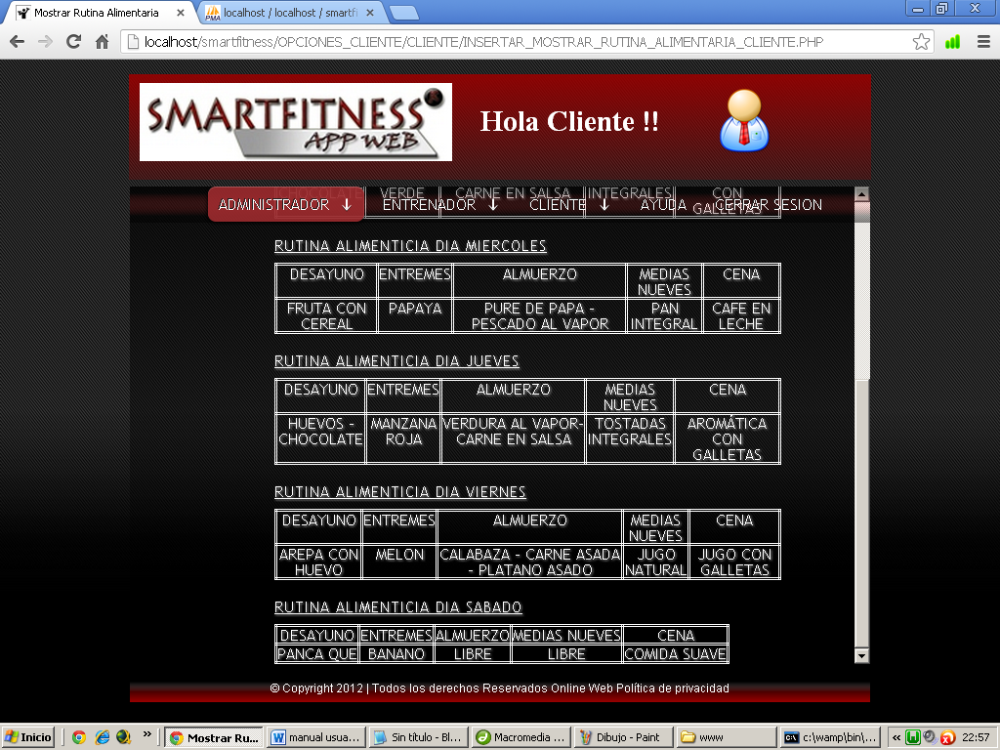 Mostrar Rutina Alimentaria
localhost / localhost / smartfi
localhost/smartfitness/OPCIONES_CLIENTE/CLIENTE/INSERTAR_MOSTRAR_RUTINA_ALIMENTARIA_CLIENTE.PHP
SMARTFITNESS
APP WEB
Hola Cliente !!
CHOCOLATE VERDE CARNE EN SALSA INTEGRALES CON
GALLETAS
ADMINISTRADOR ↓ ENTRENADOR ↓ CLIENTE ↓ AYUDA CERRAR SESION
RUTINA ALIMENTICIA DIA MIERCOLES
DESAYUNO ENTREMES ALMUERZO MEDIAS CENA
NUEVES
FRUTA CON PAPAYA PURE DE PAPA - PAN CAFE EN
CEREAL PESCADO AL VAPOR INTEGRAL LECHE
RUTINA ALIMENTICIA DIA JUEVES
DESAYUNO ENTREMES ALMUERZO MEDIAS CENA
NUEVES
HUEVOS - MANZANA VERDURA AL VAPOR- TOSTADAS AROMÁTICA
CHOCOLATE ROJA CARNE EN SALSA INTEGRALES CON
GALLETAS
RUTINA ALIMENTICIA DIA VIERNES
DESAYUNO ENTREMES ALMUERZO MEDIAS CENA
NUEVES
AREPA CON MELON CALABAZA - CARNE ASADA JUGO JUGO CON
HUEVO - PLATANO ASADO NATURAL GALLETAS
RUTINA ALIMENTICIA DIA SABADO
DESAYUNO ENTREMES ALMUERZO MEDIAS NUEVES CENA
PANCA QUE BANANO LIBRE LIBRE COMIDA SUAVE
© Copyright 2012 | Todos los derechos Reservados Online Web Política de privacidad
Inicio » Mostrar Ru... manual usua... Sin título - Bl... Macromedia ... Dibujo - Paint www c:\wamp\bin\... « 22:57